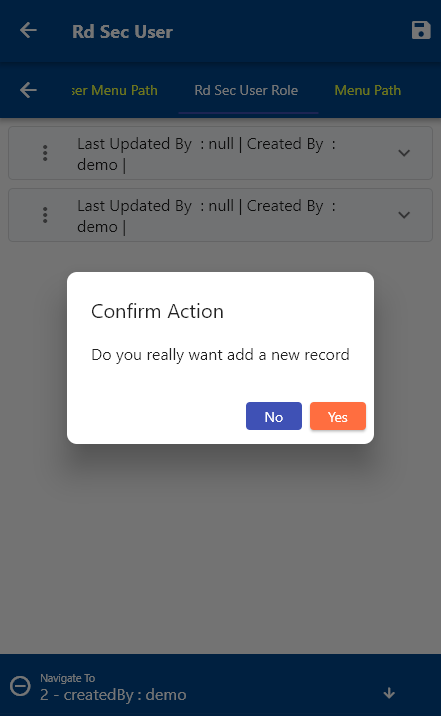 Rd Sec User
ser Menu Path
Rd Sec User Role
Menu Path
Last Updated By : null | Created By :
demo |
Last Updated By : null | Created By :
demo |
Confirm Action
Do you really want add a new record
No
Yes
Navigate To
2 - createdBy : demo